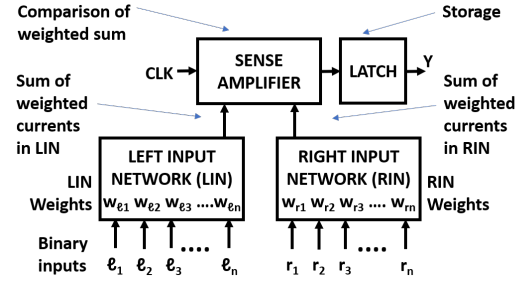 Comparison of
weighted sum
Storage
CLK
SENSE
AMPLIFIER
LATCH
Y
Sum of
weighted
currents
in LIN
Sum of
weighted
currents
in RIN
LEFT INPUT
NETWORK (LIN)
wℓ1 wℓ2 wℓ3 ....wℓn
RIGHT INPUT
NETWORK (RIN)
wr1 wr2 wr3 .... wrn
LIN
Weights
RIN
Weights
Binary
inputs
ℓ1 ℓ2 ℓ3 .... ℓn
r1 r2 r3 .... rn